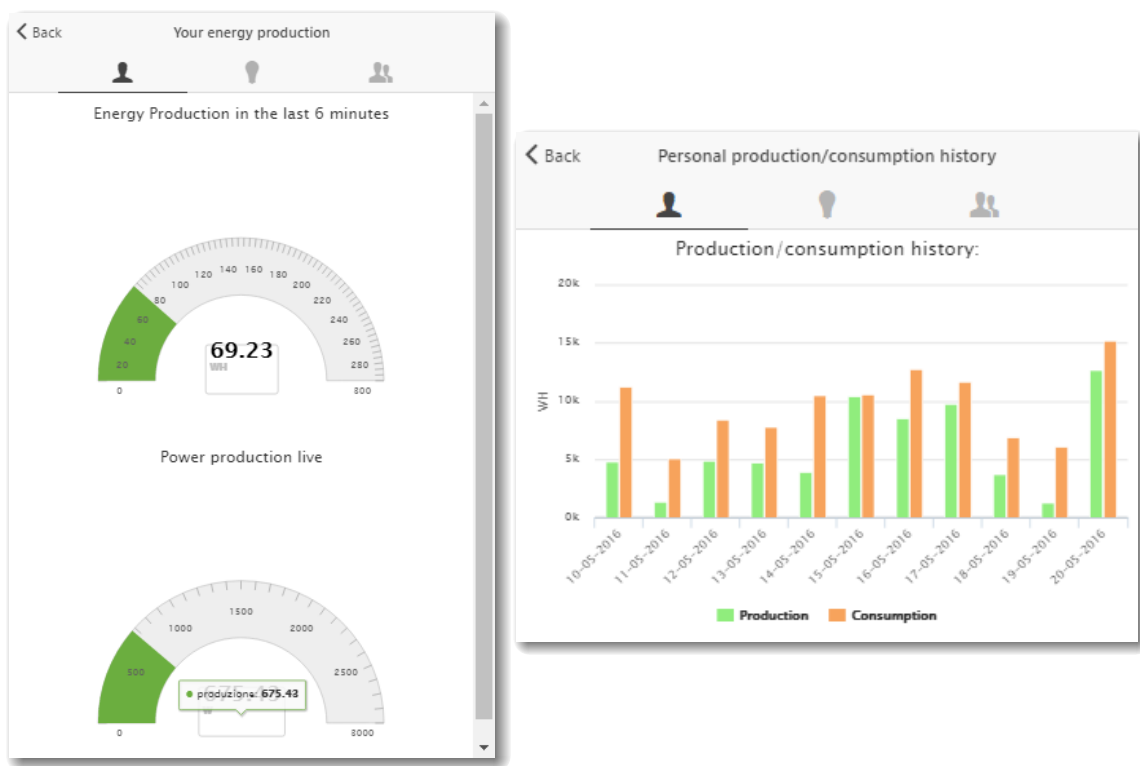 Back Your energy production
Energy Production in the last 6 minutes
0 20 40 60 80 100 120 140 160 180 200 220 240 260 280 300
69.23
WH
Power production live
0 500 1000 1500 2000 2500 3000
675.43
W
produzione: 675.43
Back Personal production/consumption history
Production/consumption history:
WH
20k
15k
10k
5k
0k
10-05-2016 11-05-2016 12-05-2016 13-05-2016 14-05-2016 15-05-2016 16-05-2016 17-05-2016 18-05-2016 19-05-2016 20-05-2016
Production Consumption